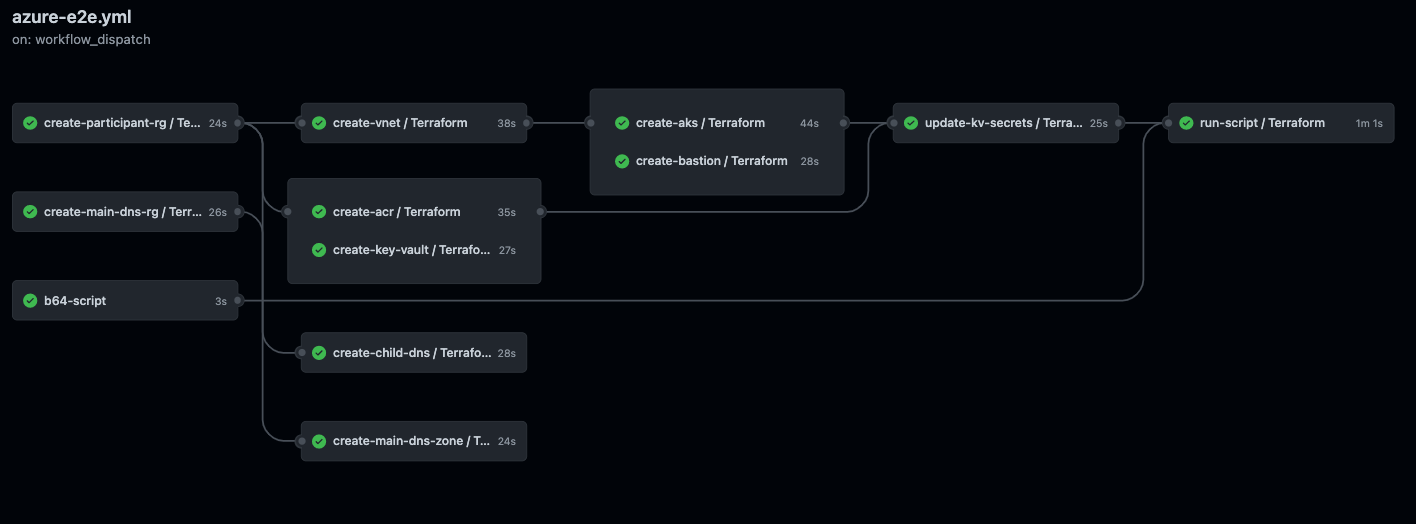 azure-e2e.yml
on: workflow_dispatch
create-participant-rg / Te... 24s
create-vnet / Terraform 38s
create-aks / Terraform 44s
create-bastion / Terraform 28s
update-kv-secrets / Terra... 25s
run-script / Terraform 1m 1s
create-main-dns-rg / Terr... 26s
create-acr / Terraform 35s
create-key-vault / Terrafo... 27s
b64-script 3s
create-child-dns / Terrafo... 28s
create-main-dns-zone / T... 24s